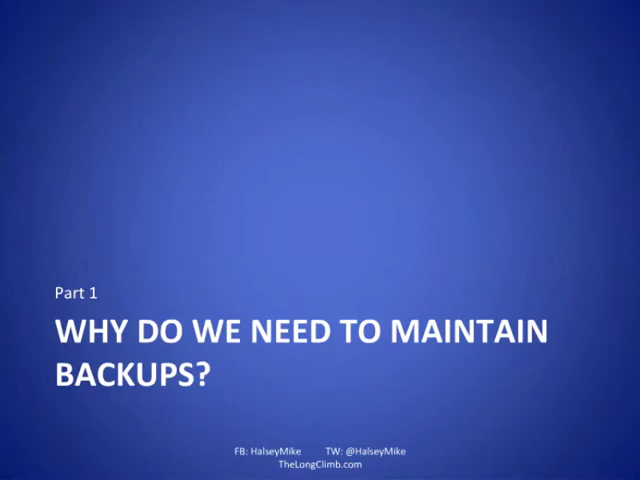 Part 1
WHY DO WE NEED TO MAINTAIN
BACKUPS?
FB: HalseyMike TW: @HalseyMike
TheLongClimb.com